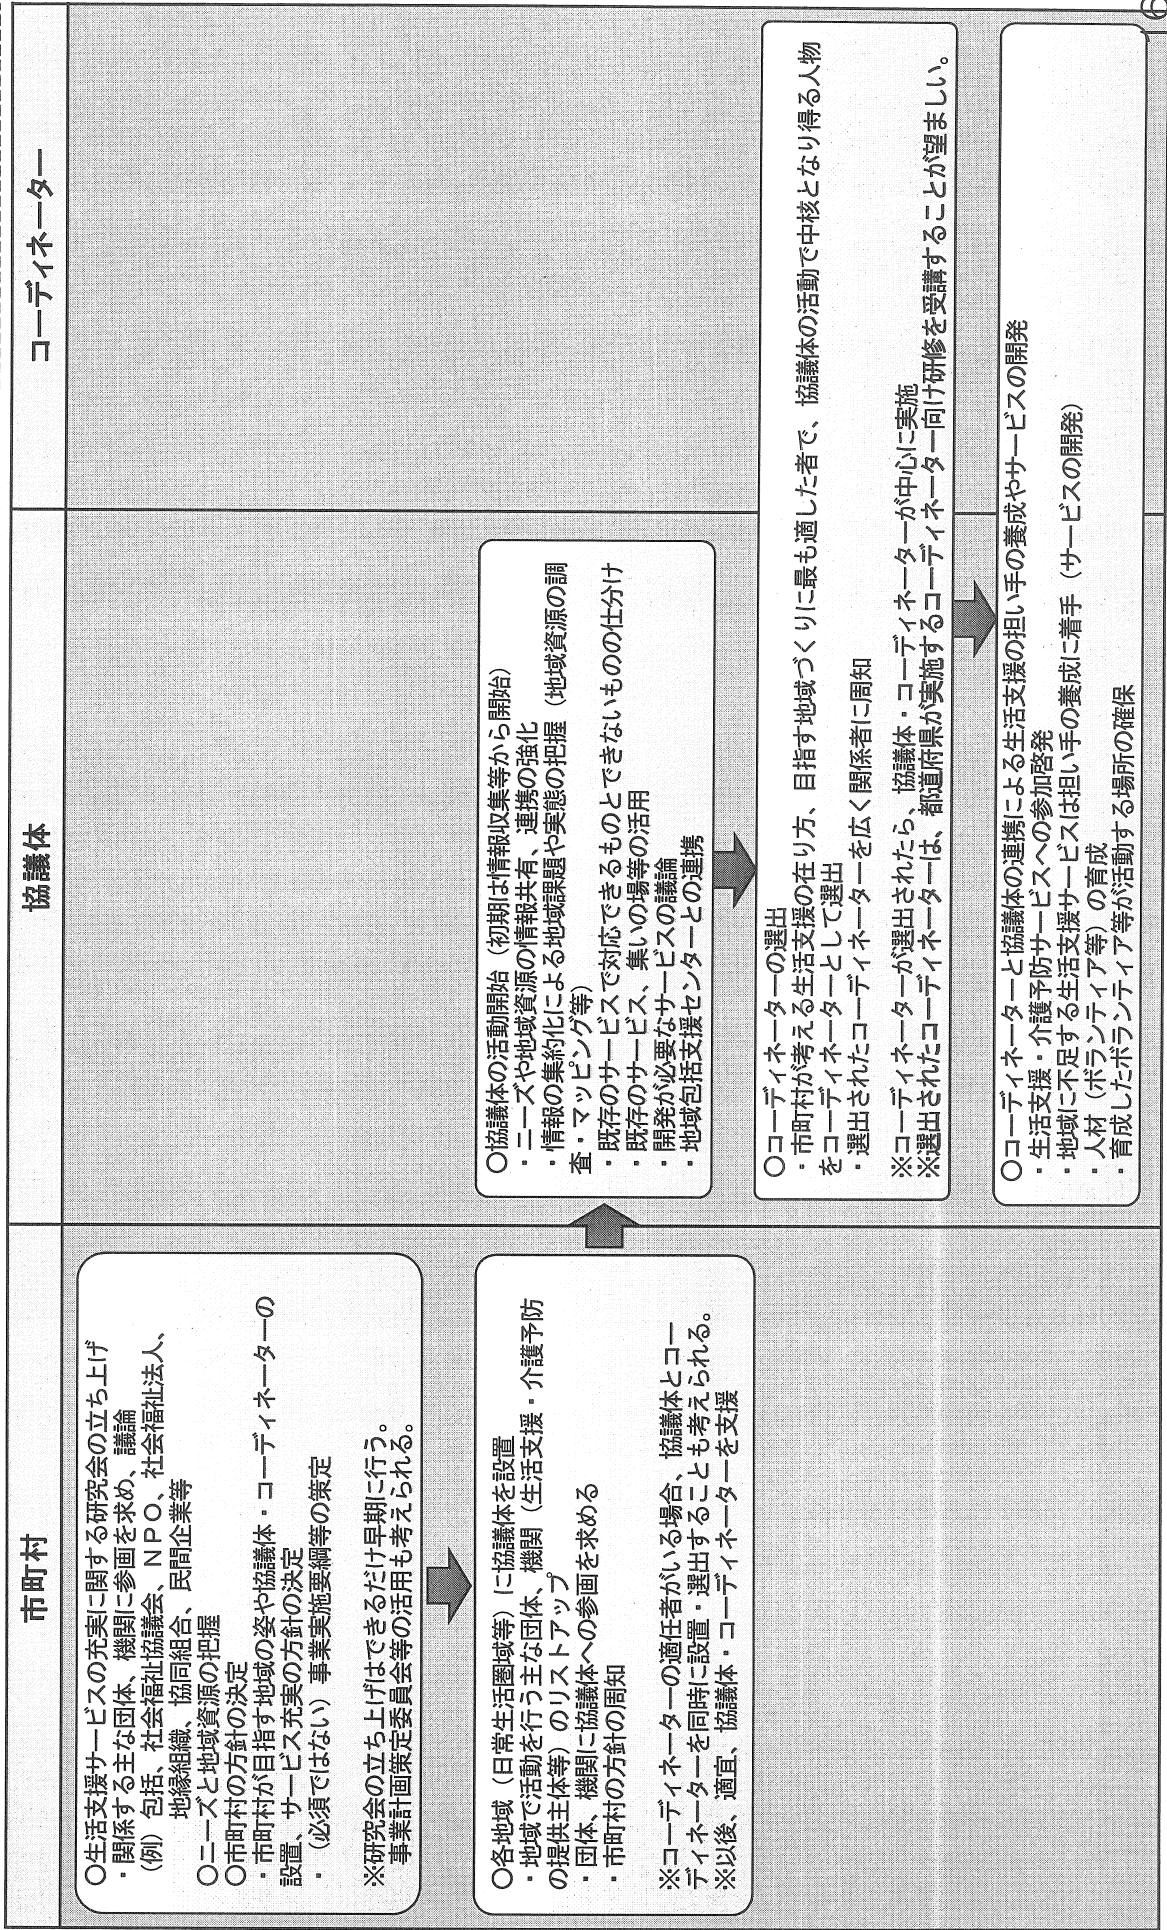 市町村
協議体
コーディネーター
〇生活支援サービスの充実に関する研究会の立ち上げ
・関係する主な団体、機関に参画を求め、議論
(例)包括、社会福祉協議会、NPO、社会福祉法人、
地縁組織、協同組合、民間企業等
〇ニーズと地域資源の把握
〇市町村の方針の決定
・市町村が目指す地域の姿や協議体・コーディネーターの
設置、サービス充実の方針の決定
・(必須ではない)事業実施要綱等の策定
※研究会の立ち上げはできるだけ早期に行う。
事業計画策定委員会等の活用も考えられる。
〇各地域(日常生活圏域等)に協議体を設置
・地域で活動を行う主な団体、機関(生活支援・介護予防
の提供主体等)のリストアップ
・団体、機関に協議体への参画を求める
・市町村の方針の周知
※コーディネーターの適任者がいる場合、協議体とコー
ディネーターを同時に設置・選出することも考えられる。
※以後、適宜、協議体・コーディネーターを支援
〇協議体の活動開始(初期は情報収集等から開始)
・ニーズや地域資源の情報共有、連携の強化
・情報の集約化による地域課題や実態の把握(地域資源の調
査・マッピング等)
・既存のサービスで対応できるものとできないものの仕分け
・既存のサービス、集いの場等の活用
・開発が必要なサービスの議論
・地域包括支援センターとの連携
〇コーディネーターの選出
・市町村が考える生活支援の在り方、目指す地域づくりに最も適した者で、協議体の活動で中核となり得る人物
をコーディネーターとして選出
・選出されたコーディネーターを広く関係者に周知
※コーディネーターが選出されたら、協議体・コーディネーターが中心に実施
※選出されたコーディネーターは、都道府県が実施するコーディネーター向け研修を受講することが望ましい。
〇コーディネーターと協議体の連携による生活支援の担い手の養成やサービスの開発
・生活支援・介護予防サービスへの参加啓発
・地域に不足する生活支援サービスは担い手の養成に着手(サービスの開発)
・人材(ボランティア等)の育成
・育成したボランティア等が活動する場所の確保
6